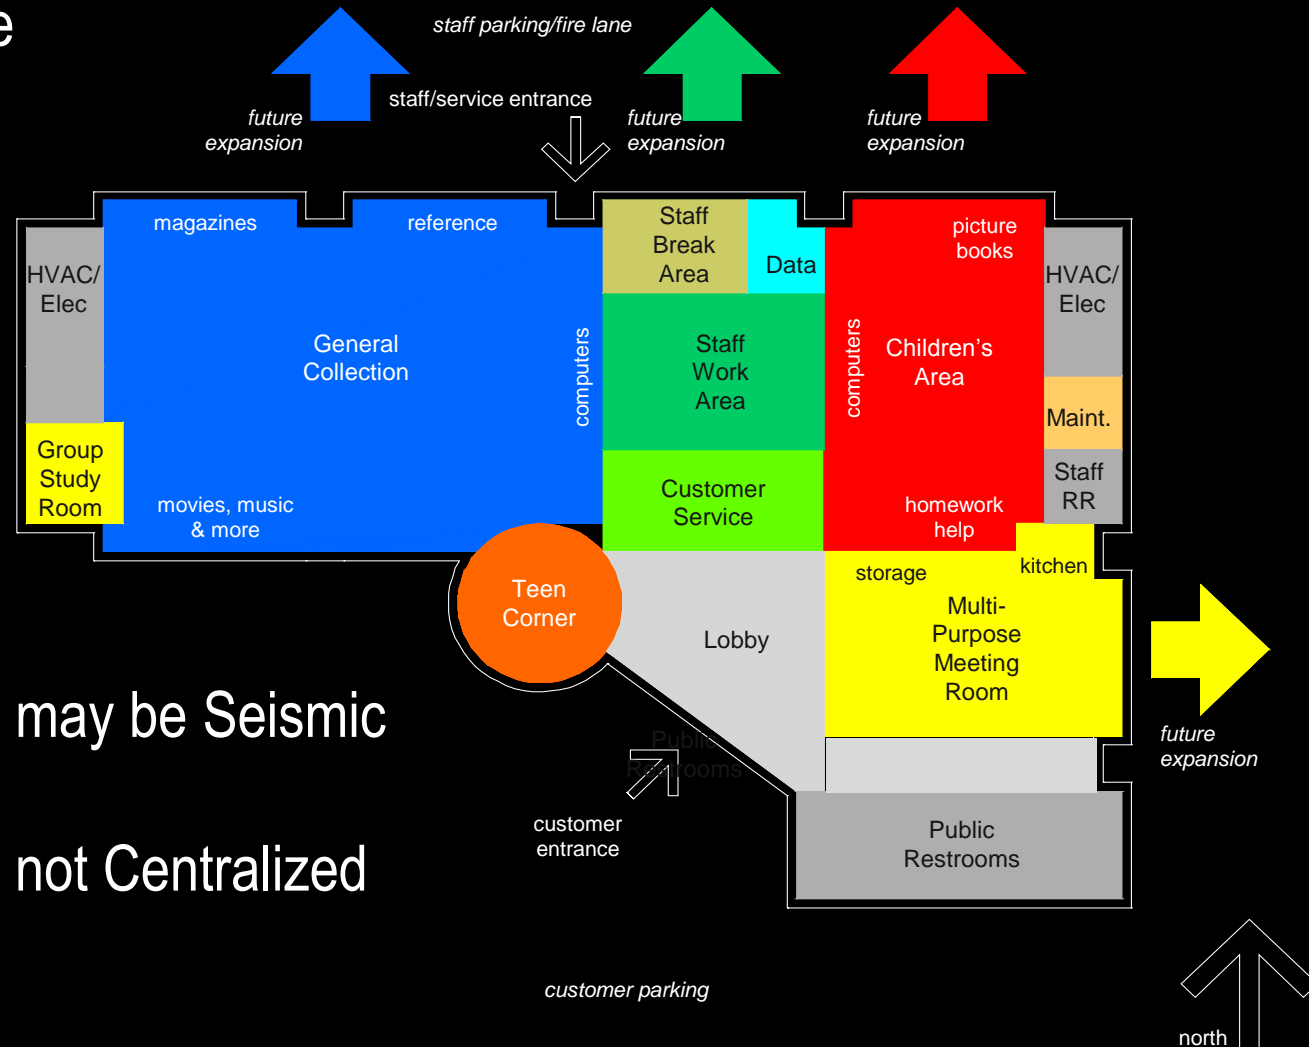 e
staff parking/fire lane
staff/service entrance
future
expansion
future
expansion
future
expansion
magazines
reference
Staff
Break
Area
Data
picture
books
HVAC/
Elec
HVAC/
Elec
General
Collection
computers
Staff
Work
Area
computers
Children's
Area
Maint.
Group
Study
Room
movies, music
& more
Customer
Service
homework
help
Staff
RR
Teen
Corner
Lobby
storage
kitchen
Multi-
Purpose
Meeting
Room
may be Seismic
Public
Restrooms
future
expansion
customer
entrance
Public
Restrooms
not Centralized
customer parking
north